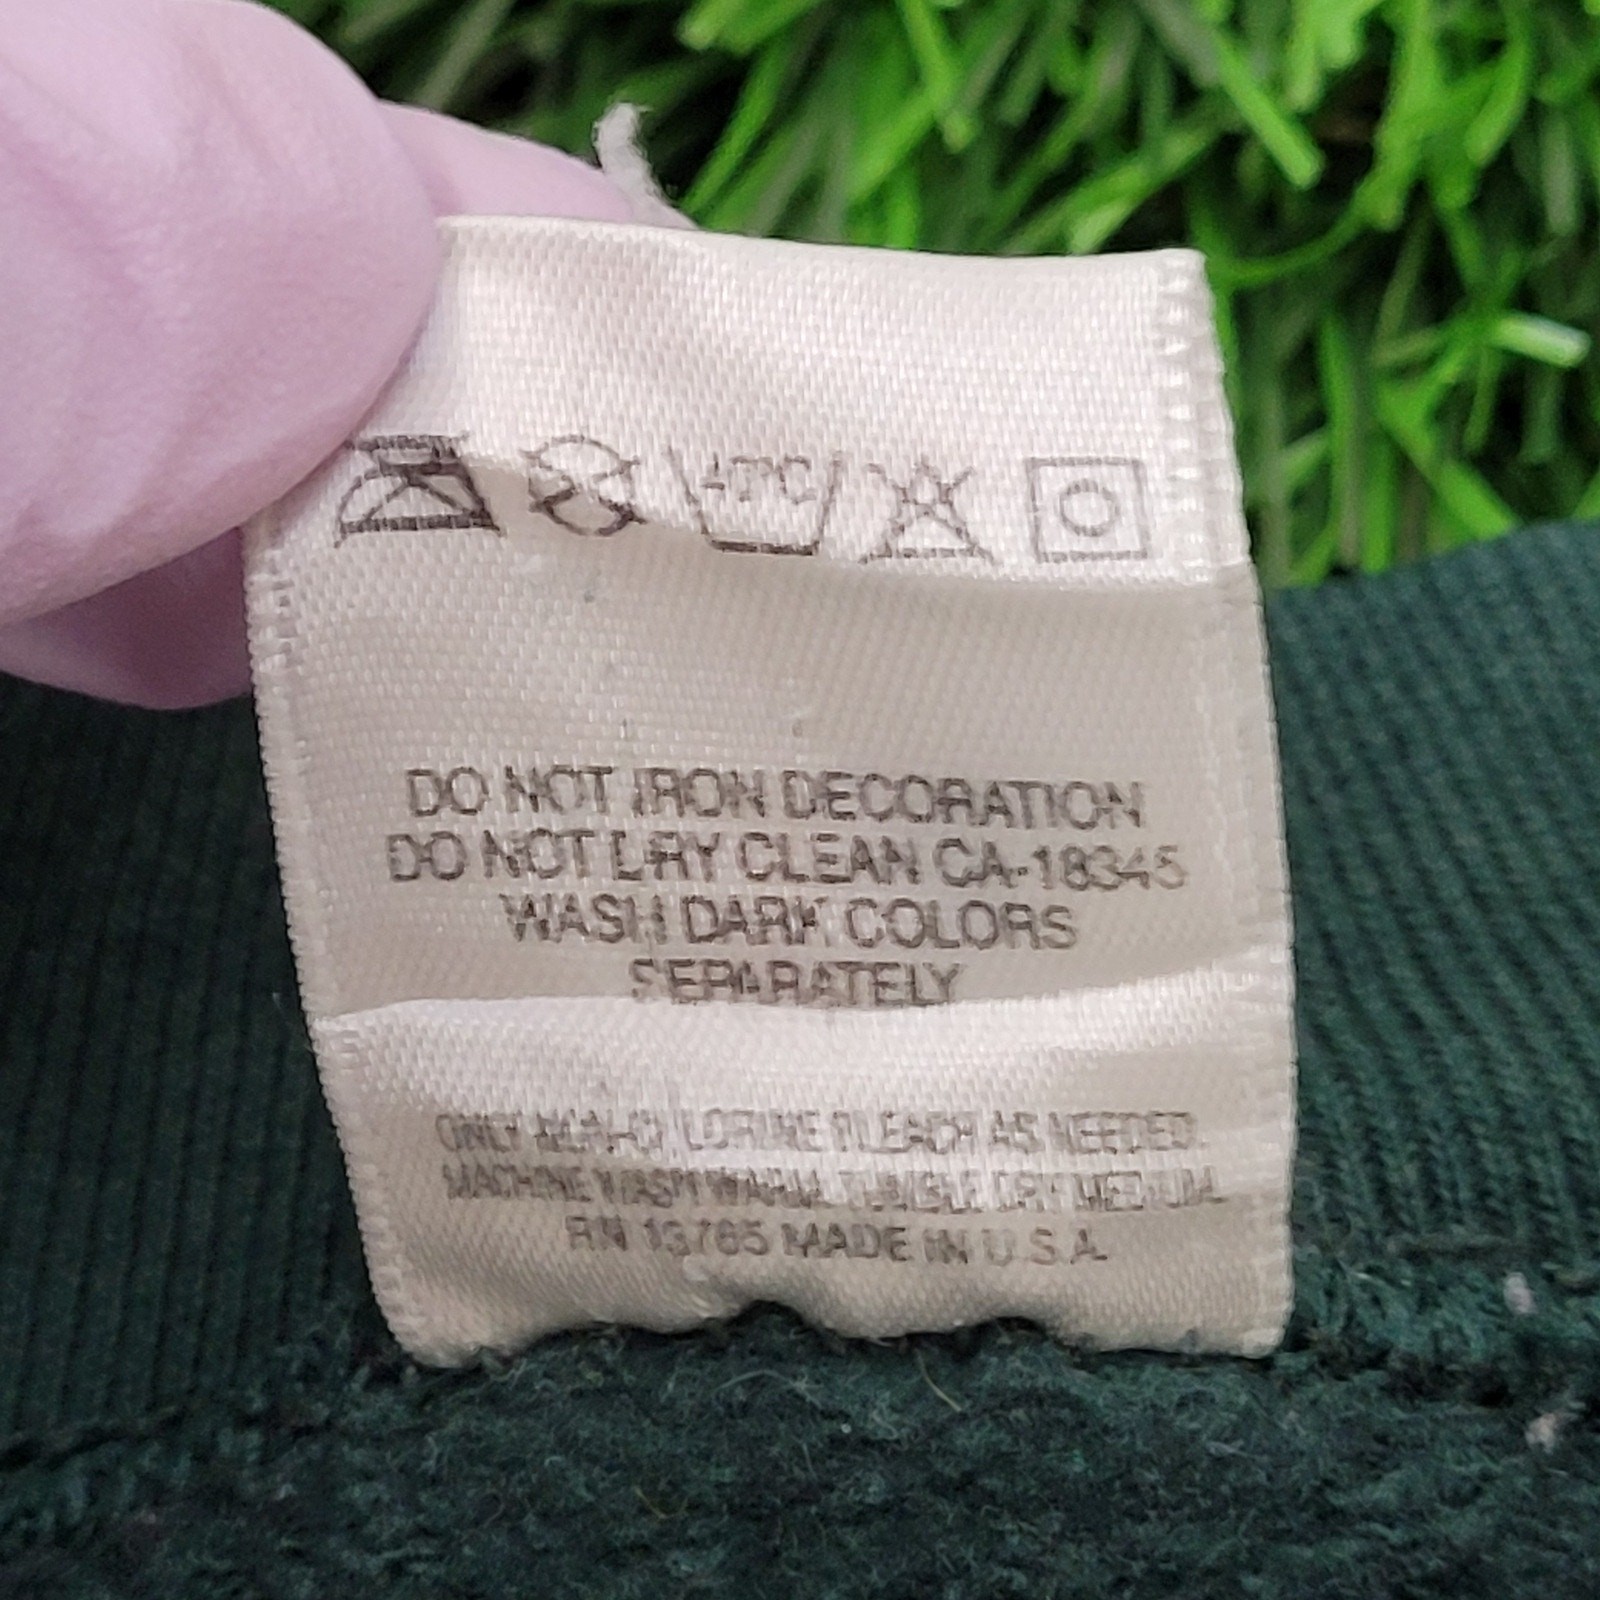 47°C
DO NOT IRON DECORATION
DO NOT DRY CLEAN CA-18345
WASH DARK COLORS
SEPARATELY
ONLY NON-CHLORINE BLEACH AS NEEDED.
MACHINE WASH WARM. TUMBLE DRY MEDIUM.
RN 13765 MADE IN U.S.A.